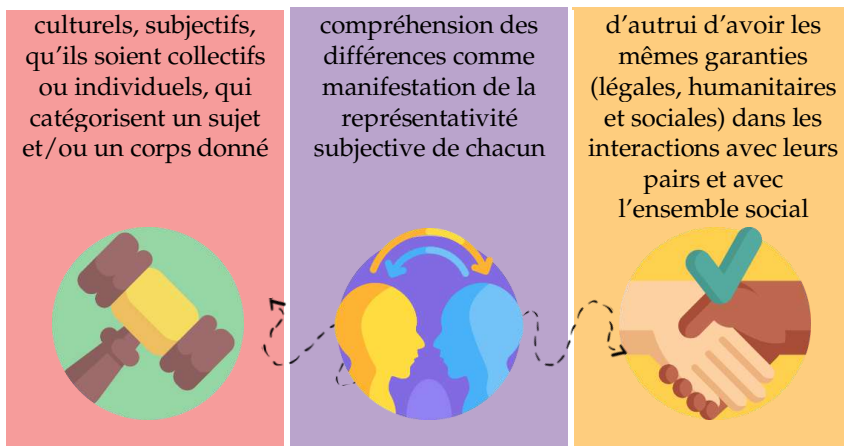 culturels, subjectifs,
qu’ils soient collectifs
ou individuels, qui
catégorisent un sujet
et/ou un corps donné
compréhension des
différences comme
manifestation de la
représentativité
subjective de chacun
d’autrui d’avoir les
mêmes garanties
(légales, humanitaires
et sociales) dans les
interactions avec leurs
pairs et avec
l’ensemble social